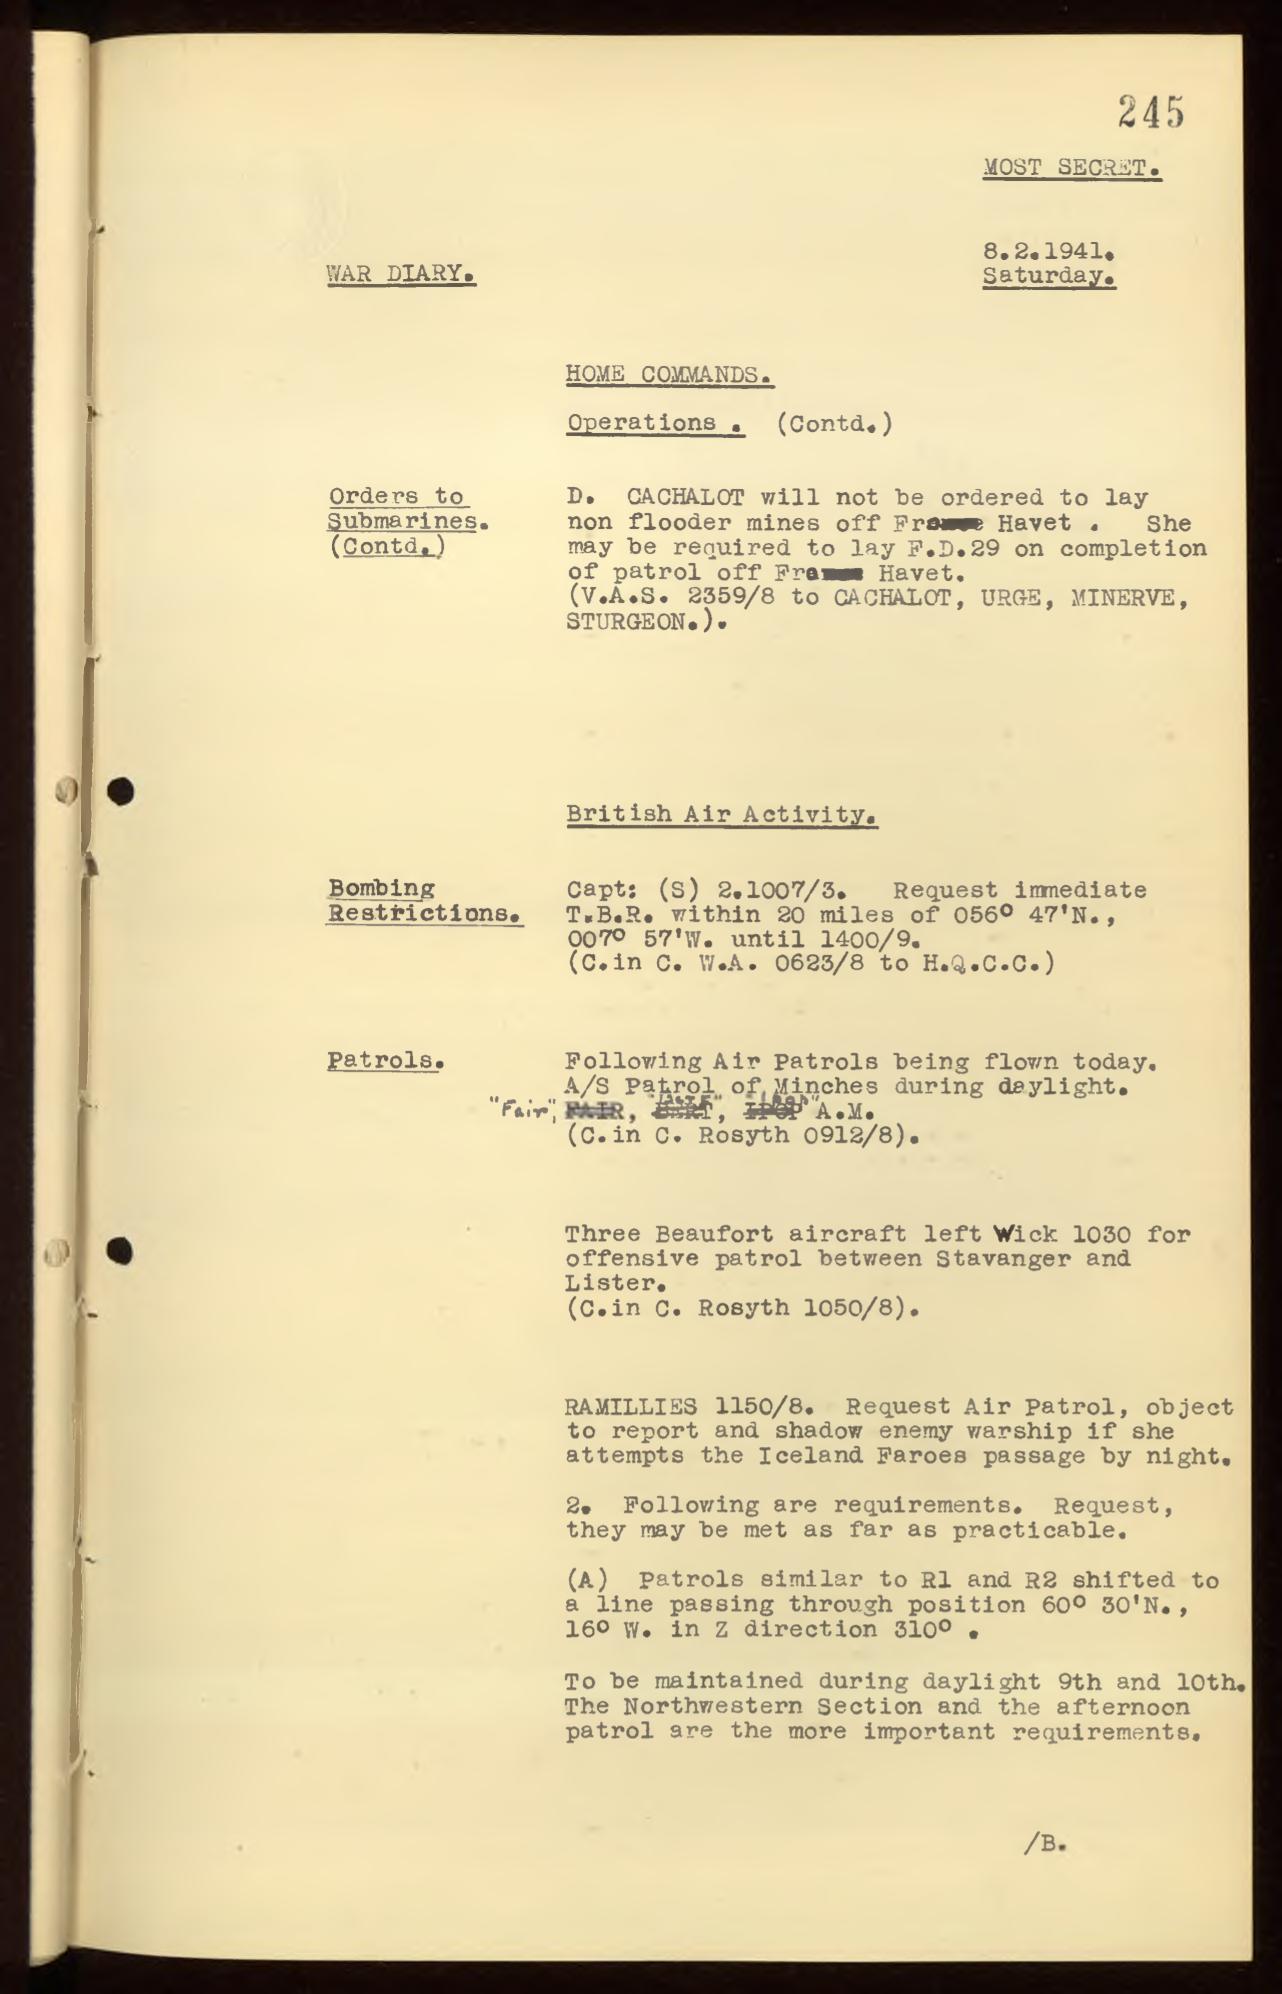 245
MOST SECRET.
8.2.1941.
Saturday.
WAR DIARY.
HOME COMMANDS.
Operations . (Contd.)
Orders to
Submarines.
(Contd.)
D. CACHALOT will not be ordered to lay
non flooder mines off Havet . She
may be required to lay F.D.29 on completion
of patrol off Havet.
(V.A.S. 2359/8 to CACHALOT, URGE, MINERVE,
STURGEON.).
British Air Activity.
Bombing
Restrictions.
Capt: (S) 2.1007/3. Request immediate
T.B.R. within 20 miles of 056° 47'N.,
007° 57'W. until 1400/9.
(C.in C. W.A. 0623/8 to H.Q.C.C.)
Patrols.
Following Air Patrols being flown today.
A/S Patrol of Minches during daylight.
"Fair", FAIR, A.M.
(C.in C. Rosyth 0912/8).
Three Beaufort aircraft left Wick 1030 for
offensive patrol between Stavanger and
Lister.
(C.in C. Rosyth 1050/8).
RAMILLIES 1150/8. Request Air Patrol, object
to report and shadow enemy warship if she
attempts the Iceland Faroes passage by night.
2. Following are requirements. Request,
they may be met as far as practicable.
(A) Patrols similar to R1 and R2 shifted to
a line passing through position 60° 30'N.,
16° W. in Z direction 310° .
To be maintained during daylight 9th and 10th.
The Northwestern Section and the afternoon
patrol are the more important requirements.
/B.